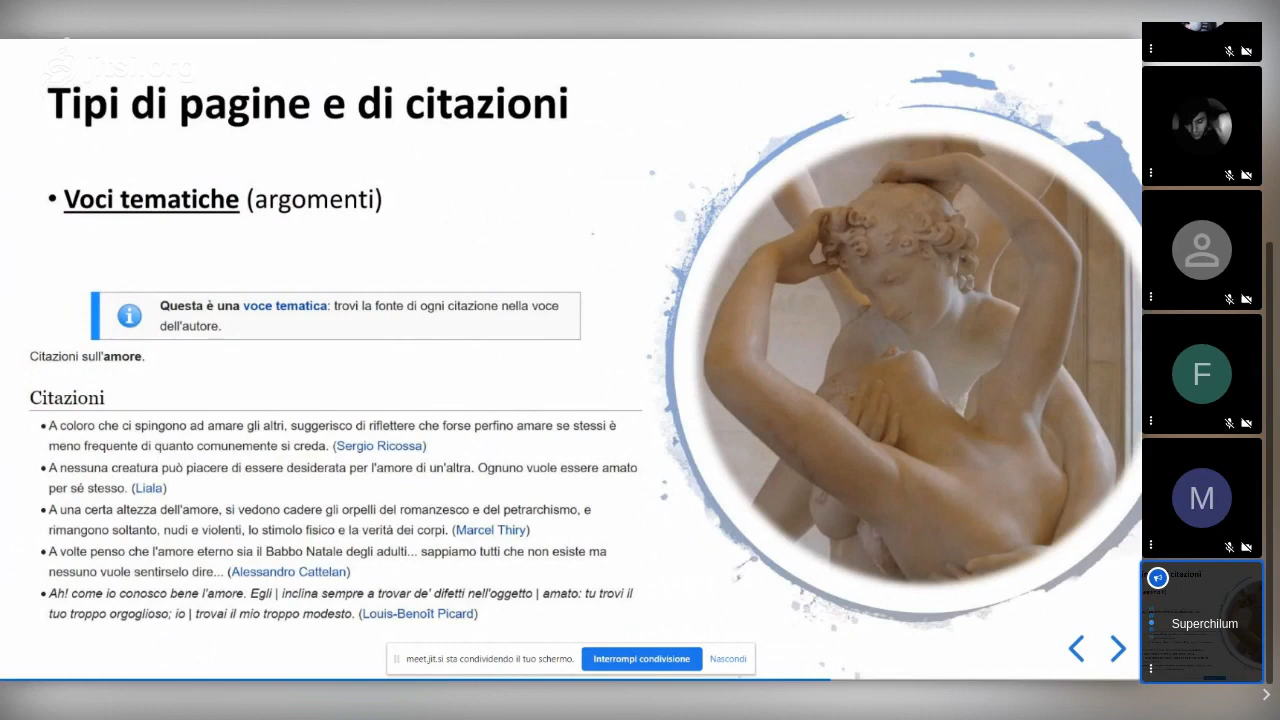 jitsi.org
Tipi di pagine e di citazioni
• Voci tematiche (argomenti)
Questa è una voce tematica: trovi la fonte di ogni citazione nella voce
dell'autore.
Citazioni sull'amore.
Citazioni
• A coloro che ci spingono ad amare gli altri, suggerisco di riflettere che forse perfino amare se stessi è
meno frequente di quanto comunemente si creda. (Sergio Ricossa)
• A nessuna creatura può piacere di essere desiderata per l'amore di un'altra. Ognuno vuole essere amato
per sé stesso. (Liala)
• A una certa altezza dell'amore, si vedono cadere gli orpelli del romanzesco e del petrarchismo, e
rimangono soltanto, nudi e violenti, lo stimolo fisico e la verità dei corpi. (Marcel Thiry)
• A volte penso che l'amore eterno sia il Babbo Natale degli adulti... sappiamo tutti che non esiste ma
nessuno vuole sentirselo dire... (Alessandro Cattelan)
• Ah! come io conosco bene l'amore. Egli | inclina sempre a trovar de' difetti nell'oggetto | amato: tu trovi il
tuo troppo orgoglioso; io | trovai il mio troppo modesto. (Louis-Benoît Picard)
meet.jit.si sta condividendo il tuo schermo.
Interrompi condivisione
Nascondi
F
M
Superchilum